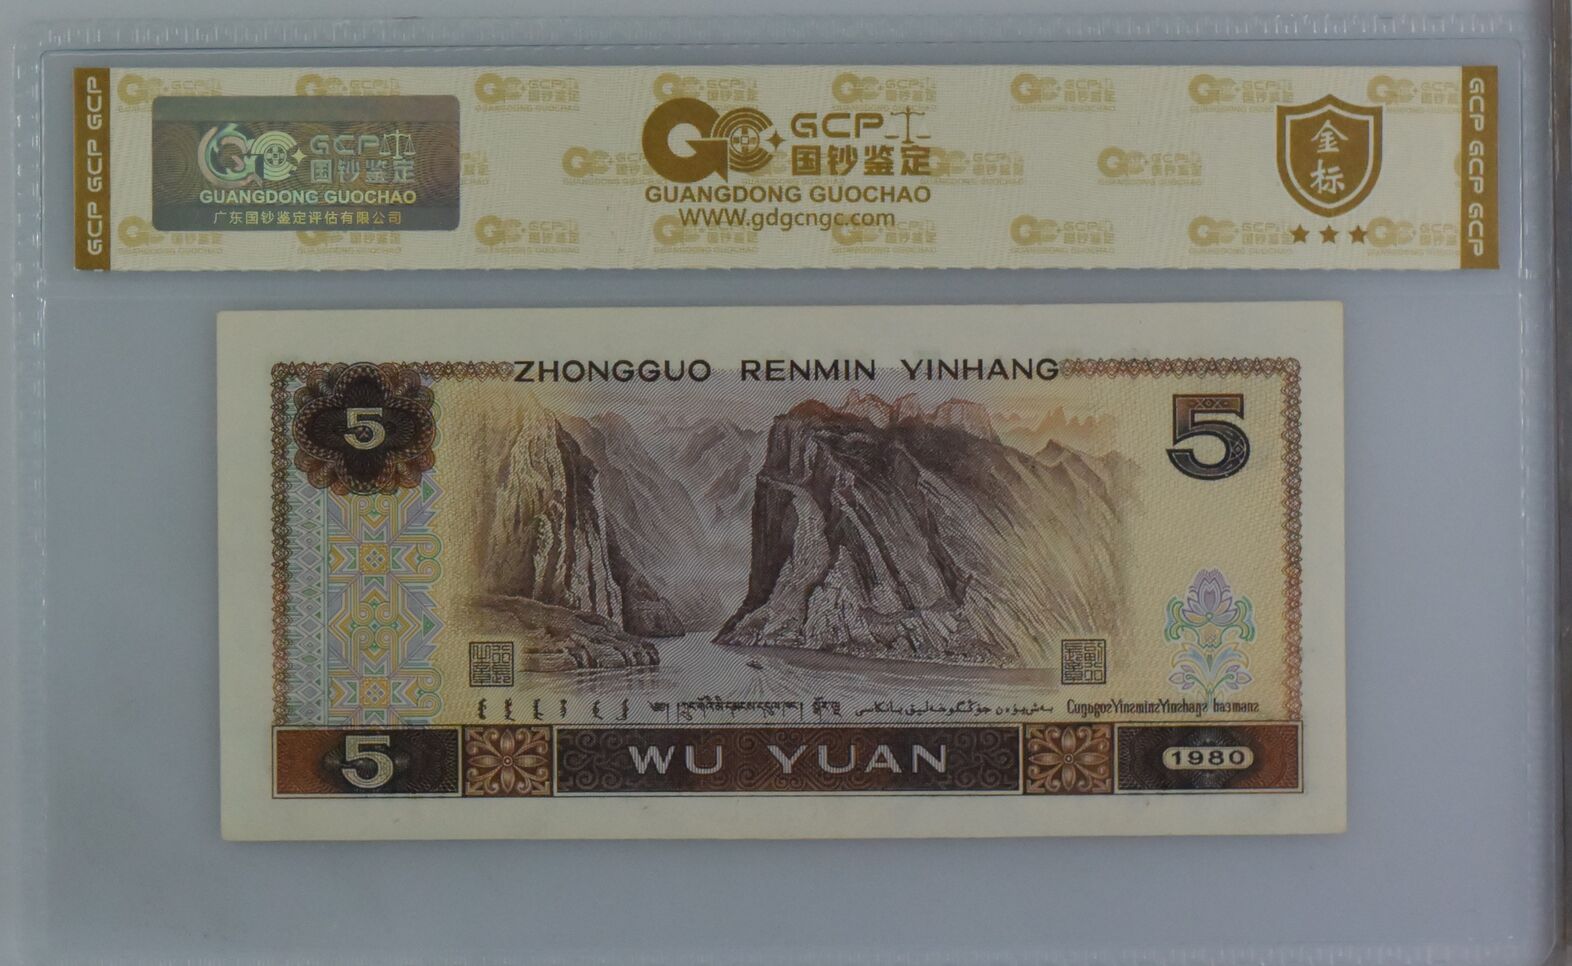 GCP GCP GCP
GCP
国钞鉴定
GUANGDONG GUOCHAO
广东国钞鉴定评估有限公司
GCP
国钞鉴定
GUANGDONG GUOCHAO
WWW.gdgcngc.com
金标
GCP GCP GCP
ZHONGGUO RENMIN YINHANG
5
5
5
WU YUAN
1980